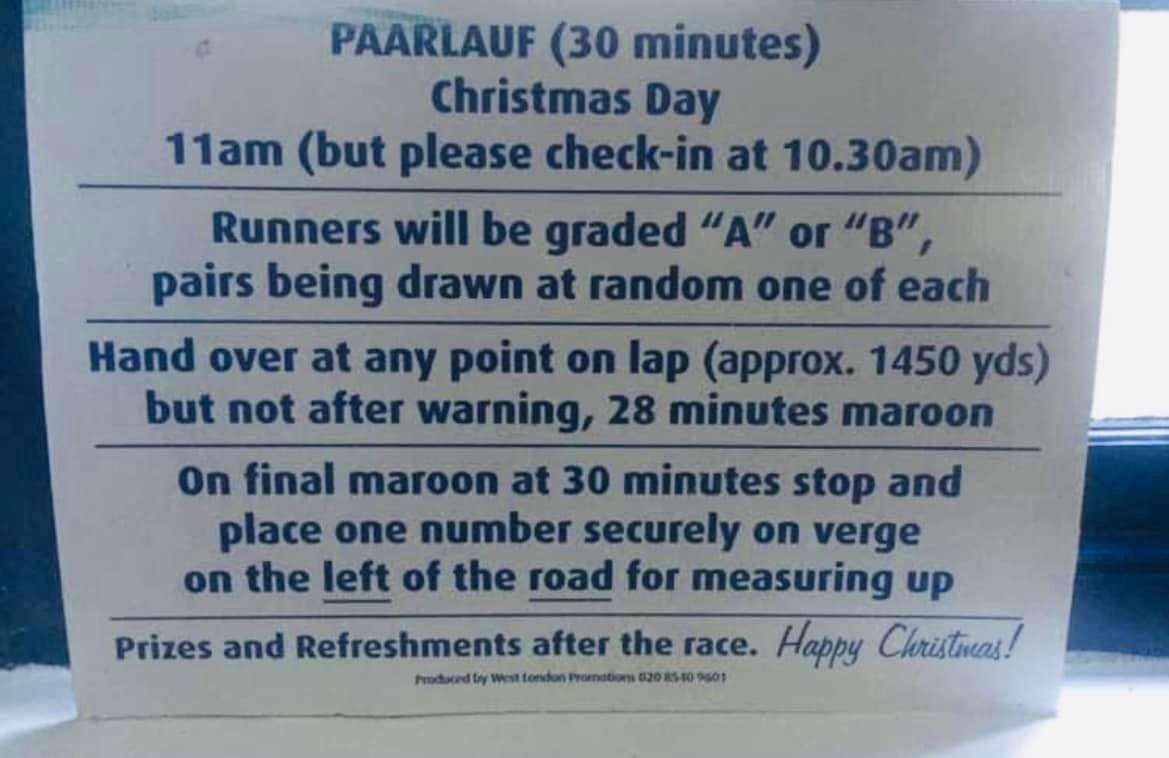 PAARLAUF (30 minutes)
Christmas Day
11am (but please check-in at 10.30am)
Runners will be graded “A” or “B”,
pairs being drawn at random one of each
Hand over at any point on lap (approx. 1450 yds)
but not after warning, 28 minutes maroon
On final maroon at 30 minutes stop and
place one number securely on verge
on the left of the road for measuring up
Prizes and Refreshments after the race. Happy Christmas!
Produced by West London Promotions 020 8540 9601